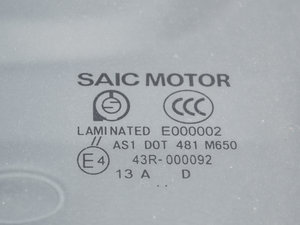 SAIC MOTOR
CCC
LAMINATED E000002
// AS1 DOT 481 M650
E4 43R-000092
13 A D